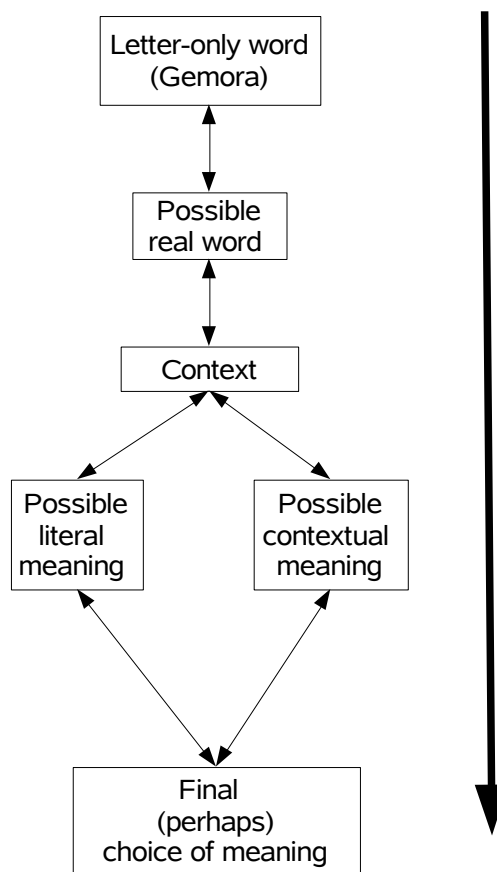 Letter-only word
(Gemora)
Possible
real word
Context
Possible
literal
meaning
Possible
contextual
meaning
Final
(perhaps)
choice of meaning